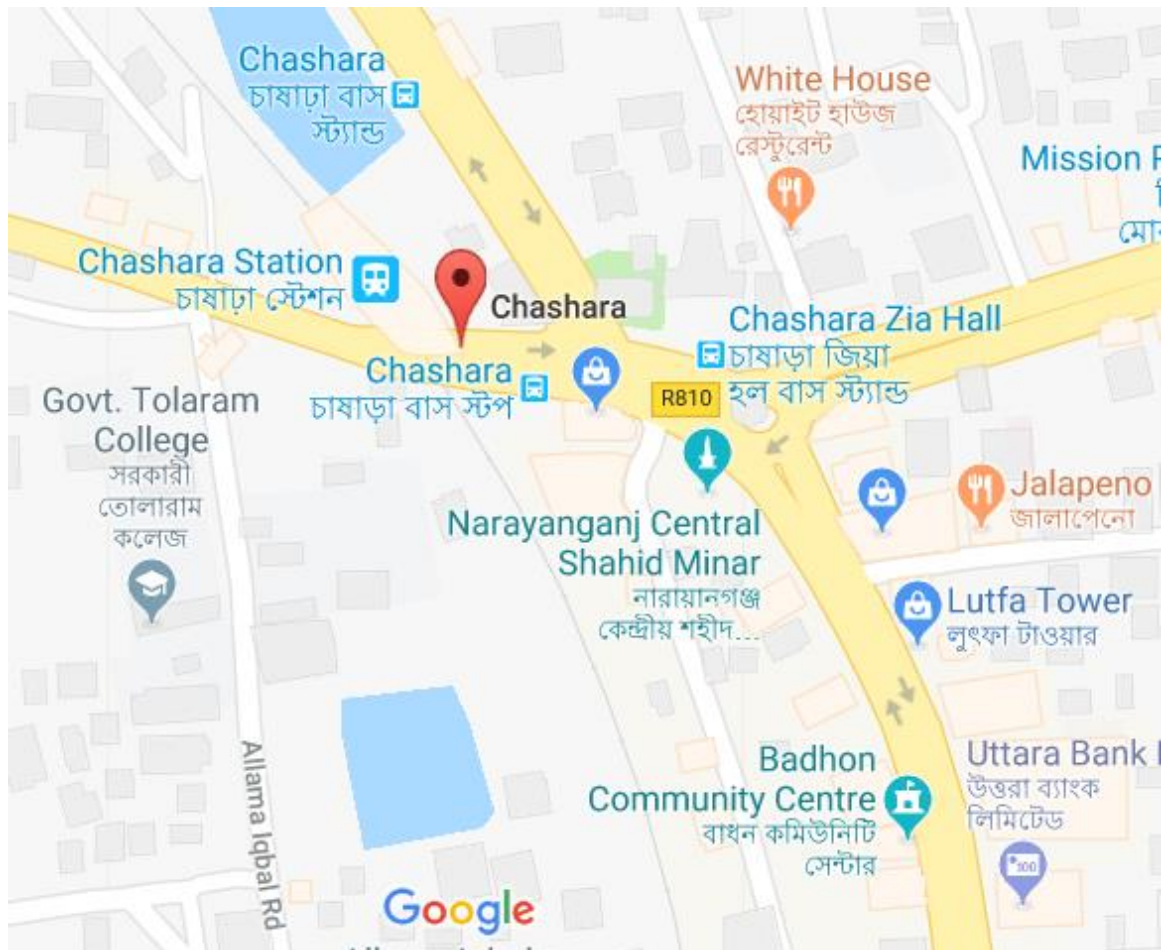 Chashara
চাষাঢ়া বাস
স্ট্যান্ড
White House
হোয়াইট হাউজ
রেস্টুরেন্ট
Mission
মো
Chashara Station
চাষাঢ়া স্টেশন
Chashara
Chashara Zia Hall
চাষাড়া জিয়া
হল বাস স্ট্যান্ড
Chashara
চাষাড়া বাস স্টপ
R810
Govt. Tolaram
College
সরকারী
তোলারাম
কলেজ
Jalapeno
জালাপেনো
Narayanganj Central
Shahid Minar
নারায়ানগঞ্জ
কেন্দ্রীয় শহীদ...
Lutfa Tower
লুৎফা টাওয়ার
Allama Iqbal Rd
Badhon
Community Centre
বাধন কমিউনিটি
সেন্টার
Uttara Bank
উত্তরা ব্যাংক
লিমিটেড
Google